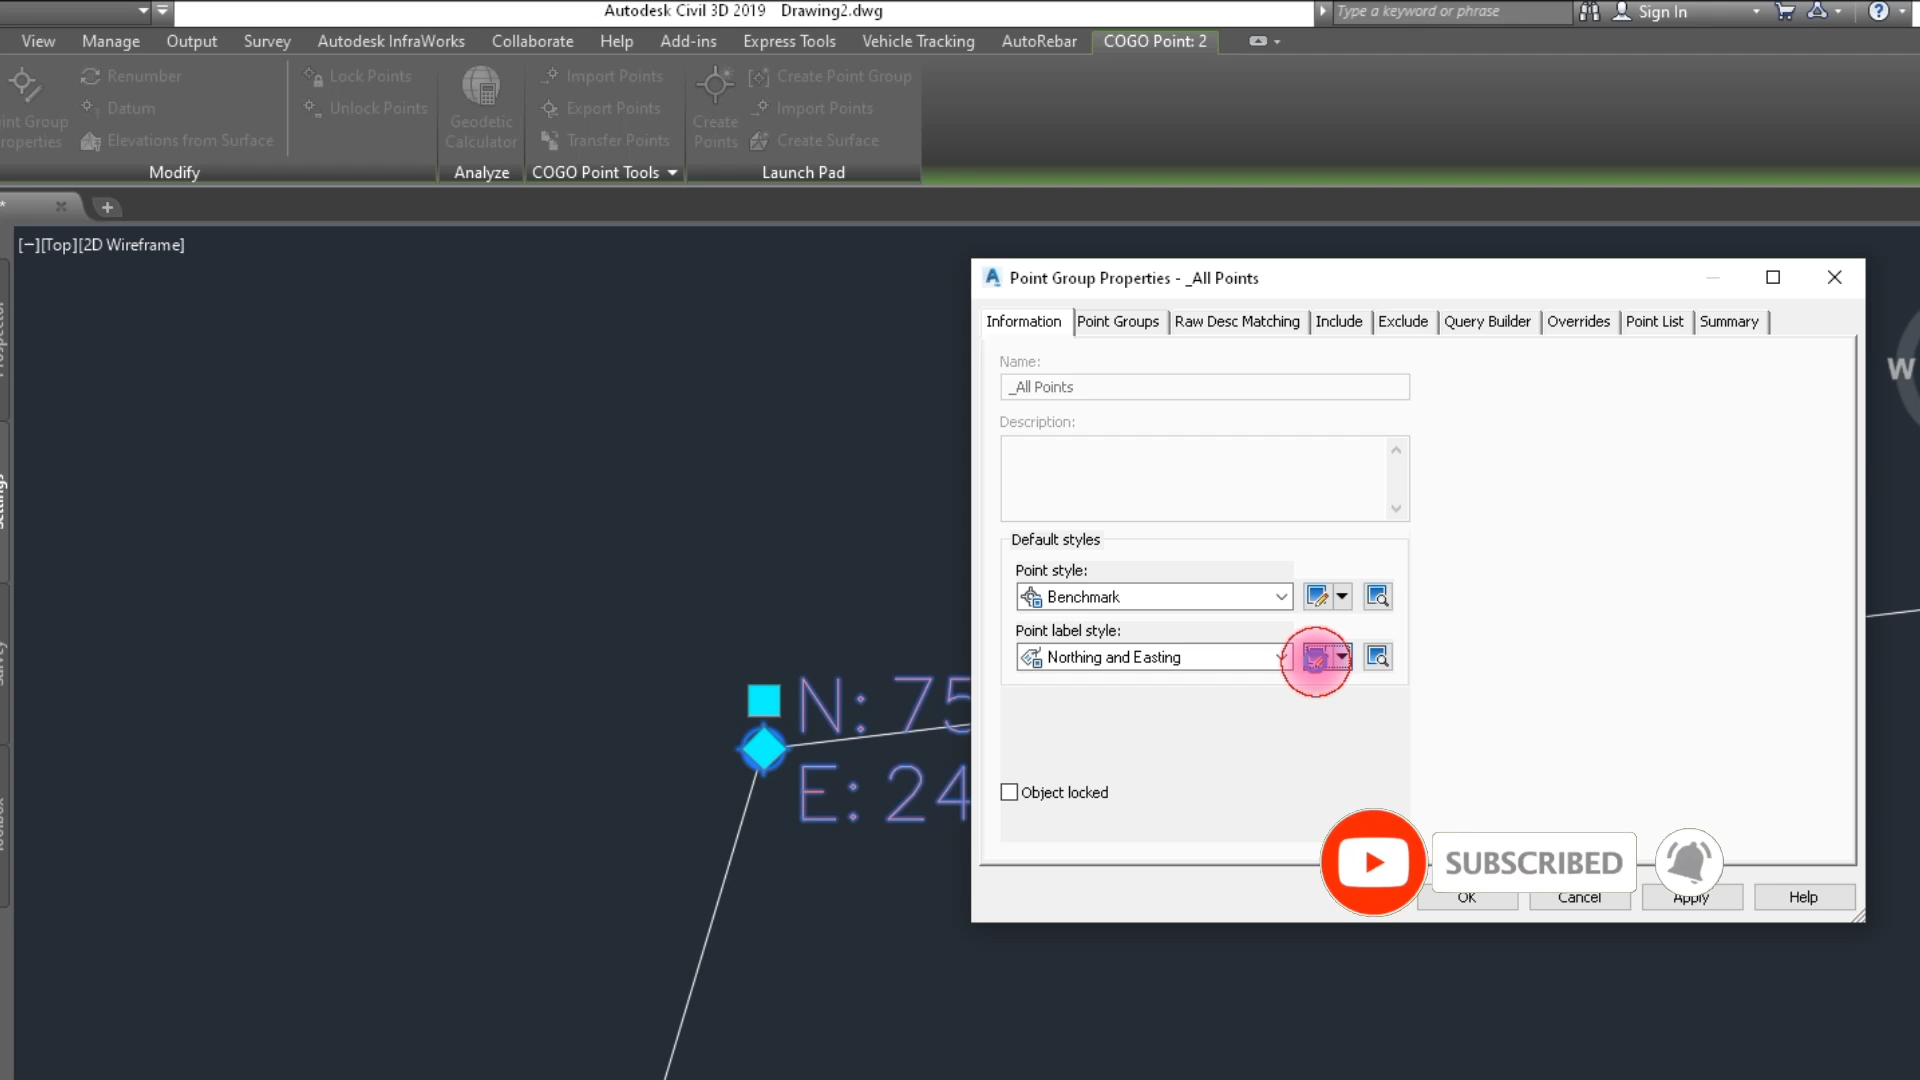 Autodesk Civil 3D 2019 Drawing2.dwg
Type a keyword or phrase
Sign In
View Manage Output Survey Autodesk InfraWorks Collaborate Help Add-ins Express Tools Vehicle Tracking AutoRebar COGO Point: 2
Renumber
Datum
Elevations from Surface
Lock Points
Unlock Points
Geodetic
Calculator
Import Points
Export Points
Transfer Points
Create
Points
Create Point Group
Import Points
Create Surface
int Group
roperties
Modify
Analyze
COGO Point Tools
Launch Pad
*
[−][Top][2D Wireframe]
Settings
W
N: 75
E: 24
Point Group Properties - _All Points
Information Point Groups Raw Desc Matching Include Exclude Query Builder Overrides Point List Summary
Name:
_All Points
Description:
Default styles
Point style:
Benchmark
Point label style:
Northing and Easting
Object locked
SUBSCRIBED
OK
Cancel
Apply
Help